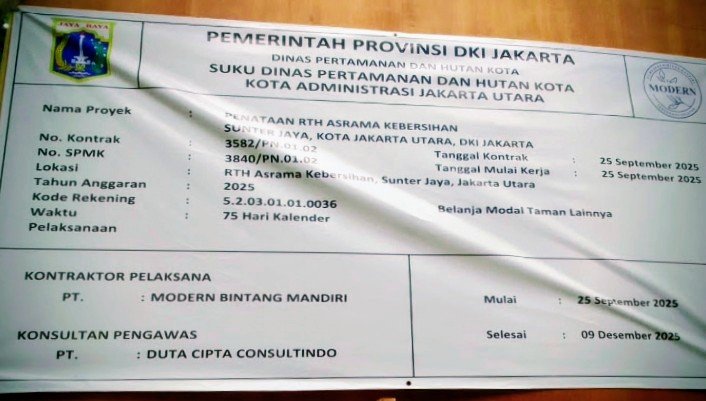 JAYA RAYA
PEMERINTAH PROVINSI DKI JAKARTA
DINAS PERTAMANAN DAN HUTAN KOTA
SUKU DINAS PERTAMANAN DAN HUTAN KOTA
KOTA ADMINISTRASI JAKARTA UTARA
MODERN
Nama Proyek : PENATAAN RTH ASRAMA KEBERSIHAN
SUNTER JAYA, KOTA JAKARTA UTARA, DKI JAKARTA
No. Kontrak : 3582/PN.01.02 Tanggal Kontrak : 25 September 2025
No. SPMK : 3840/PN.01.02 Tanggal Mulai Kerja : 25 September 2025
Lokasi : RTH Asrama Kebersihan, Sunter Jaya, Jakarta Utara
Tahun Anggaran : 2025
Kode Rekening : 5.2.03.01.01.0036 Belanja Modal Taman Lainnya
Waktu : 75 Hari Kalender
Pelaksanaan
KONTRAKTOR PELAKSANA
PT. : MODERN BINTANG MANDIRI
KONSULTAN PENGAWAS
PT. : DUTA CIPTA CONSULTINDO
Mulai : 25 September 2025
Selesai : 09 Desember 2025